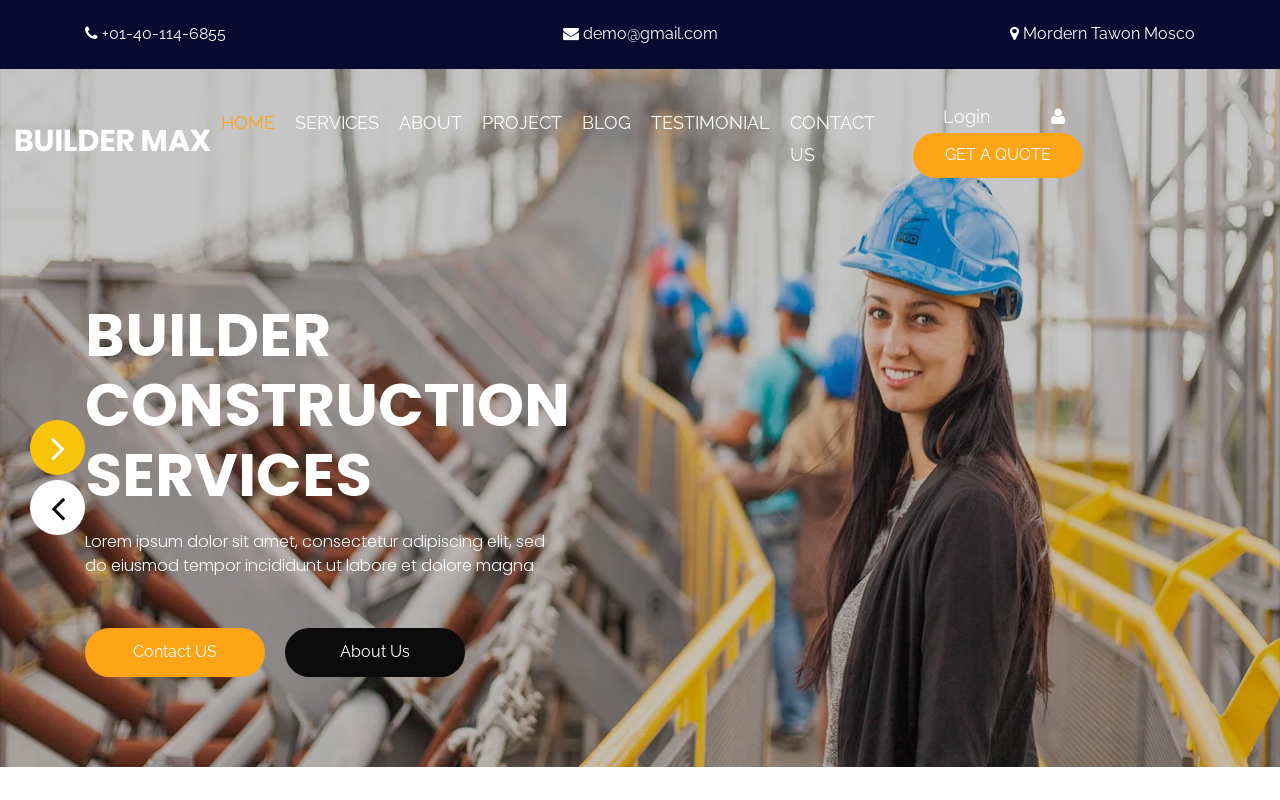 +01-40-114-6855
demo@gmail.com
Mordern Tawon Mosco
BUILDER MAX
HOME
SERVICES
ABOUT
PROJECT
BLOG
TESTIMONIAL
CONTACT
US
Login
GET A QUOTE
BUILDER
CONSTRUCTION
SERVICES
Lorem ipsum dolor sit amet, consectetur adipiscing elit, sed
do eiusmod tempor incididunt ut labore et dolore magna
Contact US
About Us